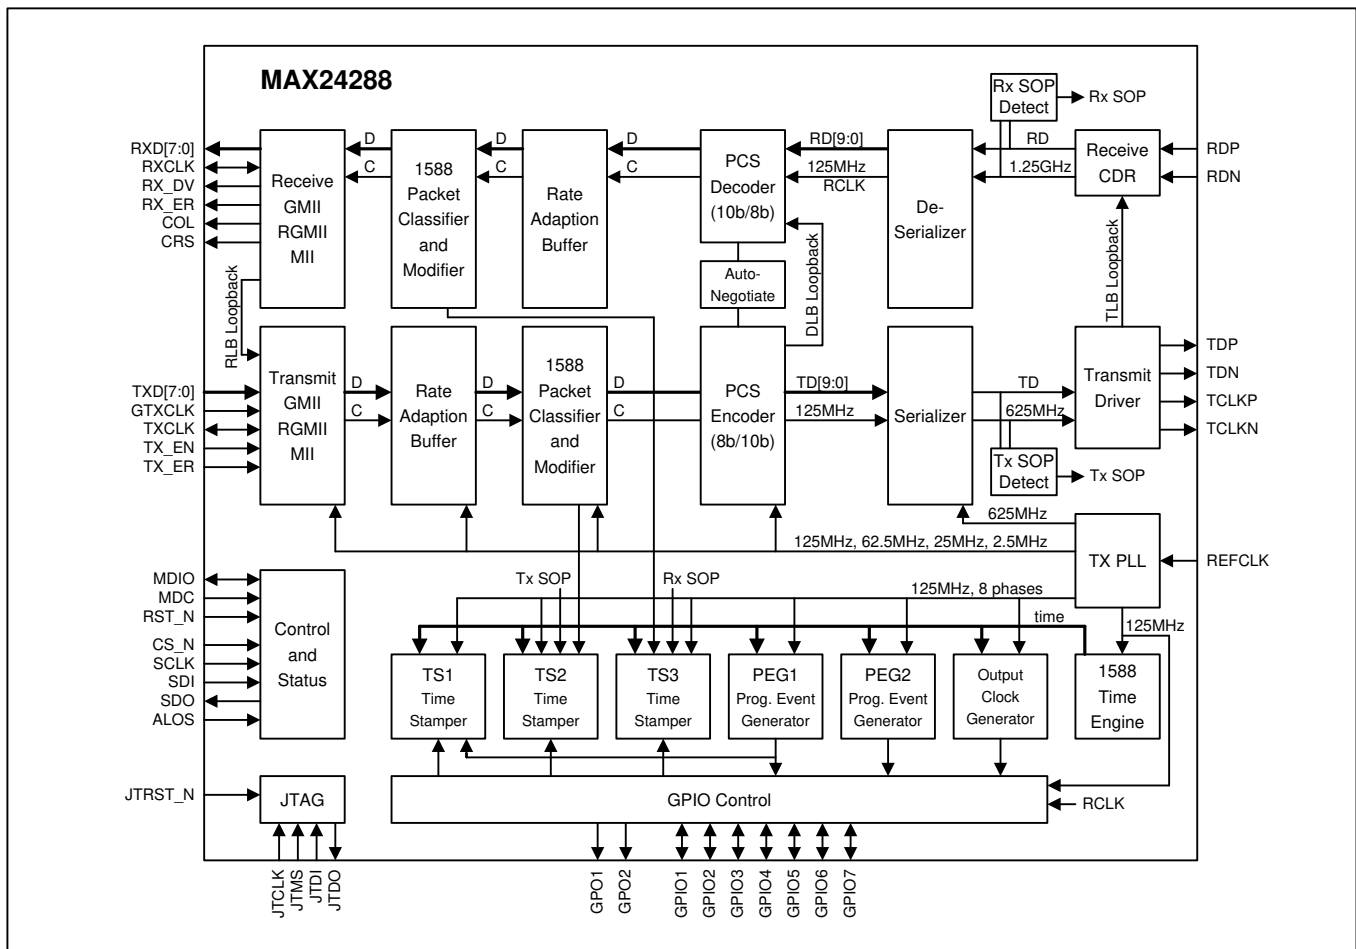 MAX24288
Rx SOP
Detect
Rx SOP
RXD[7:0]
RXCLK
RX_DV
RX_ER
COL
CRS
Receive
GMII
RGMII
MII
D
C
1588
Packet
Classifier
and
Modifier
D
C
Rate
Adaption
Buffer
D
C
PCS
Decoder
(10b/8b)
RD[9:0]
125MHz
RCLK
De-
Serializer
RD
1.25GHz
Receive
CDR
RDP
RDN
RLB Loopback
Auto-
Negotiate
DLB Loopback
TLB Loopback
TXD[7:0]
GTXCLK
TXCLK
TX_EN
TX_ER
Transmit
GMII
RGMII
MII
D
C
Rate
Adaption
Buffer
D
C
1588
Packet
Classifier
and
Modifier
D
C
PCS
Encoder
(8b/10b)
TD[9:0]
125MHz
Serializer
TD
625MHz
Transmit
Driver
TDP
TDN
TCLKP
TCLKN
Tx SOP
Detect
Tx SOP
625MHz
125MHz, 62.5MHz, 25MHz, 2.5MHz
TX PLL
REFCLK
MDIO
MDC
RST_N
CS_N
SCLK
SDI
SDO
ALOS
Control
and
Status
Tx SOP
Rx SOP
125MHz, 8 phases
time
125MHz
TS1
Time
Stamper
TS2
Time
Stamper
TS3
Time
Stamper
PEG1
Prog. Event
Generator
PEG2
Prog. Event
Generator
Output
Clock
Generator
1588
Time
Engine
JTRST_N
JTAG
GPIO Control
RCLK
JTCLK
JTMS
JTDI
JTDO
GPO1
GPO2
GPIO1
GPIO2
GPIO3
GPIO4
GPIO5
GPIO6
GPIO7